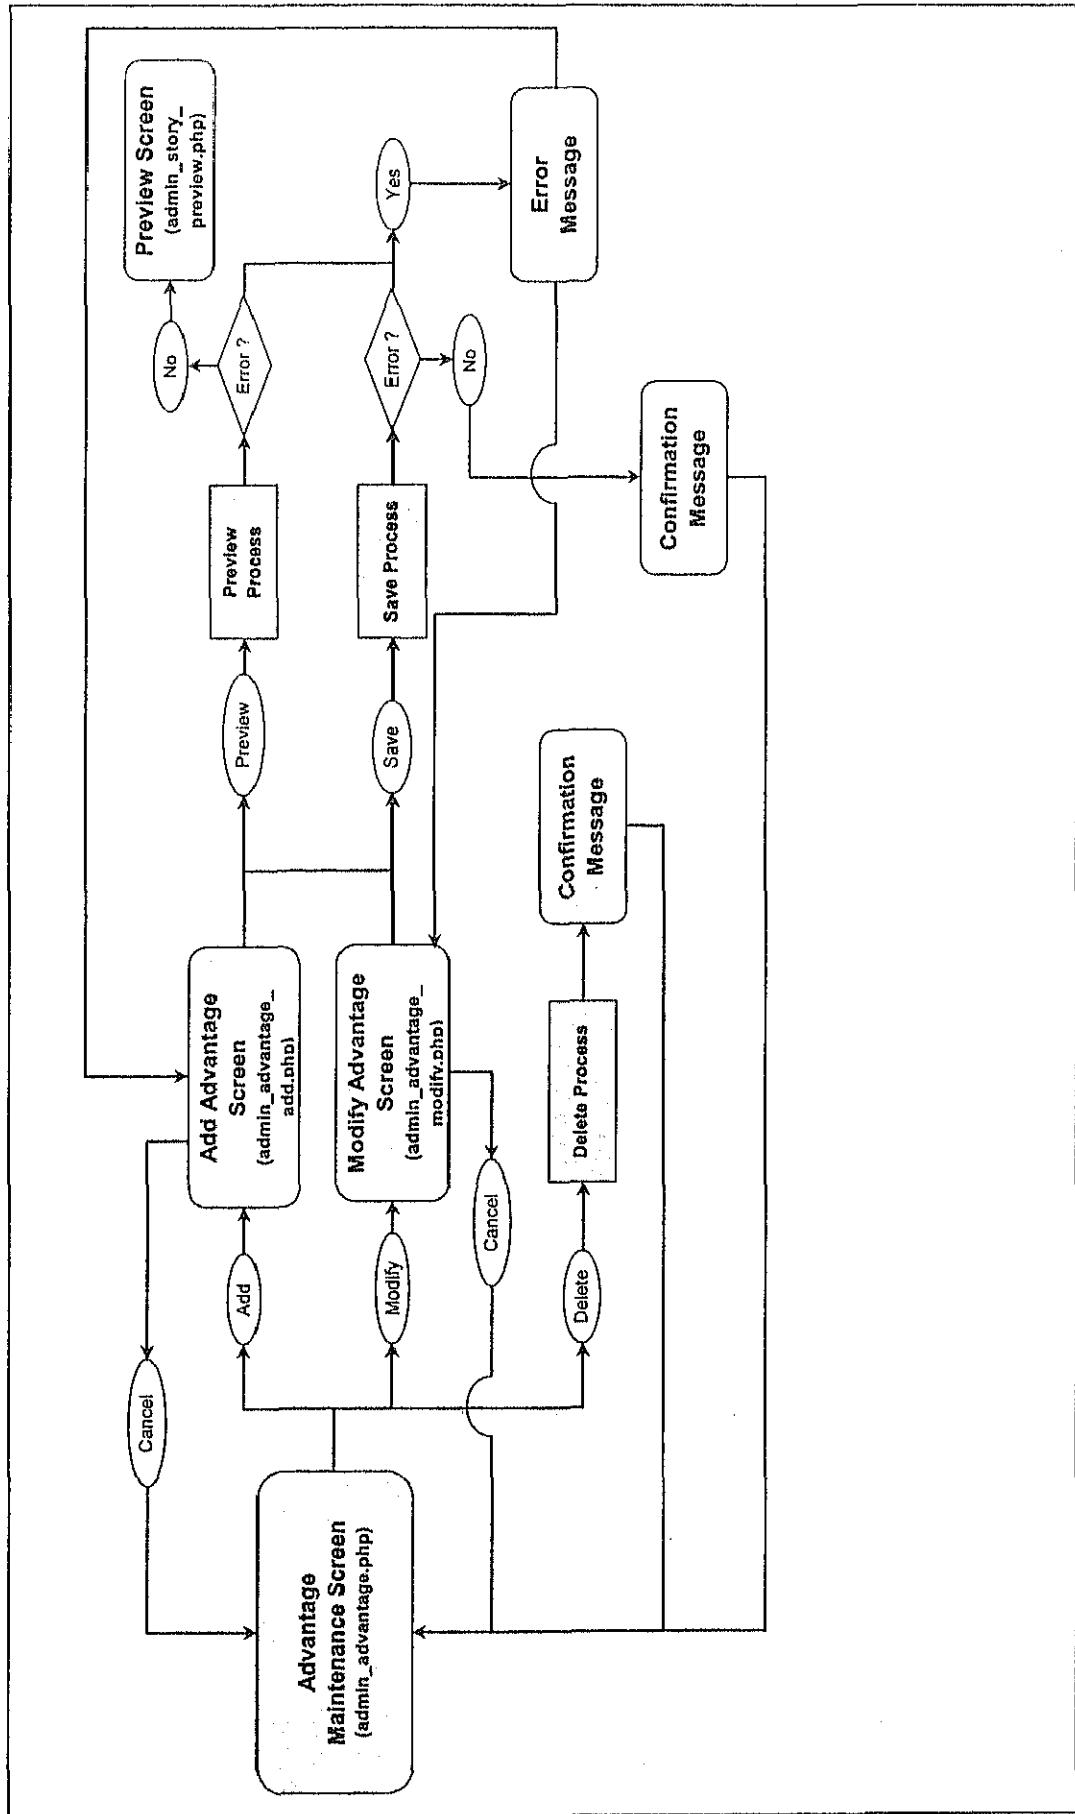 Advantage
Maintenance Screen
(admin_advantage.php)
Cancel
Add
Modify
Delete
Add Advantage
Screen
(admin_advantage_
add.php)
Modify Advantage
Screen
(admin_advantage_
modify.php)
Cancel
Delete Process
Confirmation
Message
Preview
Save
Preview
Process
Save Process
Error ?
Error ?
No
Yes
No
Preview Screen
(admin_story_
preview.php)
Error
Message
Confirmation
Message